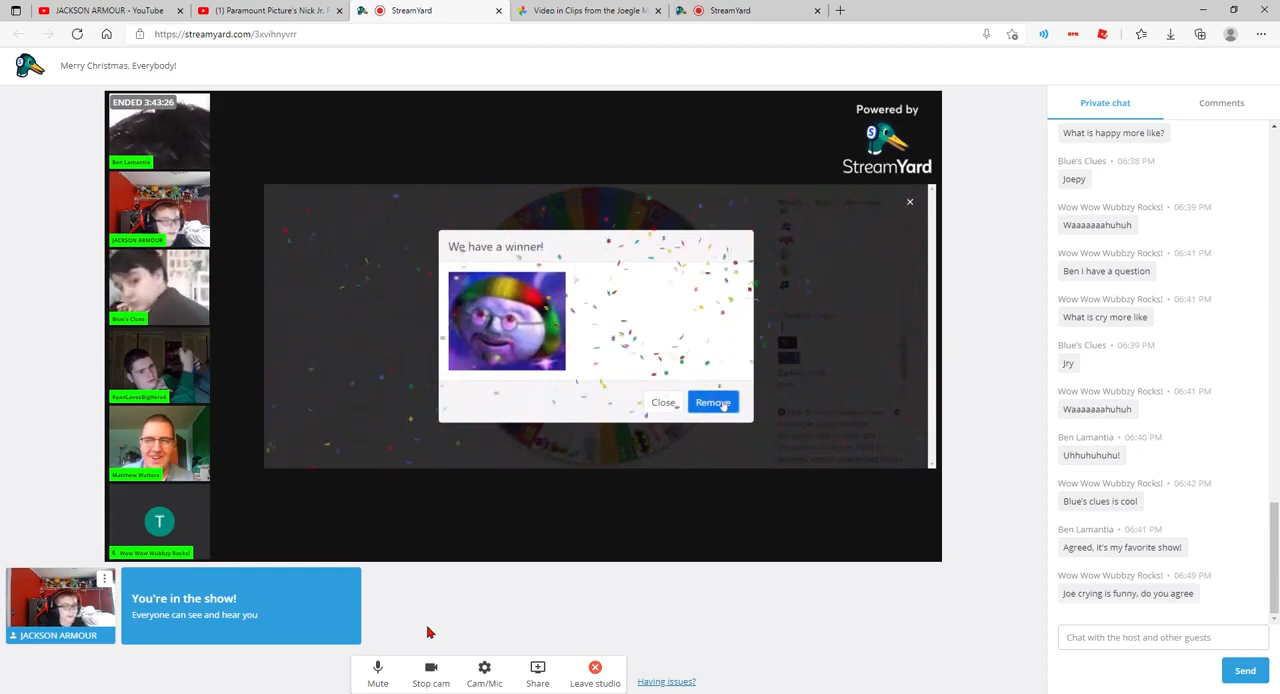 JACKSON ARMOUR - YouTube
(1) Paramount Picture's Nick Jr. F
StreamYard
Video in Clips from the Joegle M
StreamYard
https://streamyard.com/3xvihnyvrr
Merry Christmas, Everybody!
Private chat
Comments
ENDED 3:43:26
Powered by
StreamYard
Ben Lamantia
JACKSON ARMOUR
Blue's Clues
RyanLovesBigHero6
Matthew Walters
T
Wow Wow Wubbzy Rocks!
We have a winner!
Close
Remove
What is happy more like?
Blue's Clues • 06:38 PM
Joepy
Wow Wow Wubbzy Rocks! • 06:39 PM
Waaaaaaahuhuh
Wow Wow Wubbzy Rocks! • 06:41 PM
Ben I have a question
Wow Wow Wubbzy Rocks! • 06:41 PM
What is cry more like
Blue's Clues • 06:39 PM
Jry
Wow Wow Wubbzy Rocks! • 06:41 PM
Waaaaaaahuhuh
Ben Lamantia • 06:40 PM
Uhhuhuhuhu!
Wow Wow Wubbzy Rocks! • 06:42 PM
Blue's clues is cool
Ben Lamantia • 06:41 PM
Agreed, it's my favorite show!
Wow Wow Wubbzy Rocks! • 06:49 PM
Joe crying is funny, do you agree
Chat with the host and other guests
Send
JACKSON ARMOUR
You're in the show!
Everyone can see and hear you
Mute
Stop cam
Cam/Mic
Share
Leave studio
Having issues?